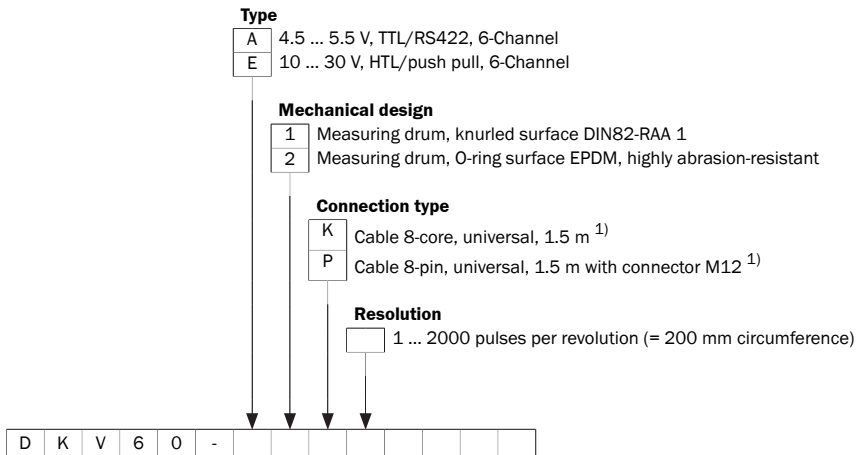 Type
A 4.5 ... 5.5 V, TTL/RS422, 6-Channel
E 10 ... 30 V, HTL/push pull, 6-Channel
Mechanical design
1 Measuring drum, knurled surface DIN82-RAA 1
2 Measuring drum, O-ring surface EPDM, highly abrasion-resistant
Connection type
K Cable 8-core, universal, 1.5 m 1)
P Cable 8-pin, universal, 1.5 m with connector M12 1)
Resolution
1 ... 2000 pulses per revolution (= 200 mm circumference)
D K V 6 0 -